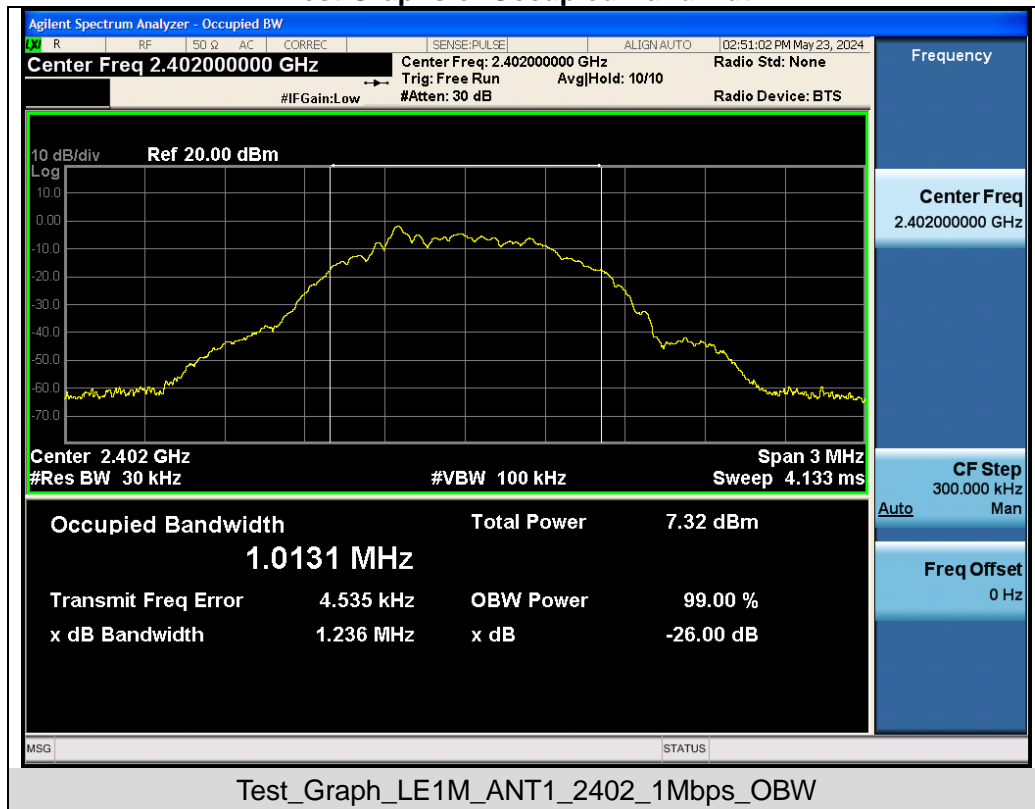 Agilent Spectrum Analyzer - Occupied BW
LXI R RF 50 Ω AC CORREC SENSE:PULSE ALIGN AUTO 02:51:02 PM May 23, 2024
Center Freq 2.402000000 GHz
Center Freq: 2.402000000 GHz
Radio Std: None
Trig: Free Run Avg|Hold: 10/10
#IFGain:Low #Atten: 30 dB Radio Device: BTS
10 dB/div Ref 20.00 dBm
Log
10.0
0.00
-10.0
-20.0
-30.0
-40.0
-50.0
-60.0
-70.0
Center 2.402 GHz Span 3 MHz
#Res BW 30 kHz #VBW 100 kHz Sweep 4.133 ms
Occupied Bandwidth Total Power 7.32 dBm
1.0131 MHz
Transmit Freq Error 4.535 kHz OBW Power 99.00 %
x dB Bandwidth 1.236 MHz x dB -26.00 dB
MSG STATUS
Frequency
Center Freq
2.402000000 GHz
CF Step
300.000 kHz
Auto Man
Freq Offset
0 Hz
Test_Graph_LE1M_ANT1_2402_1Mbps_OBW